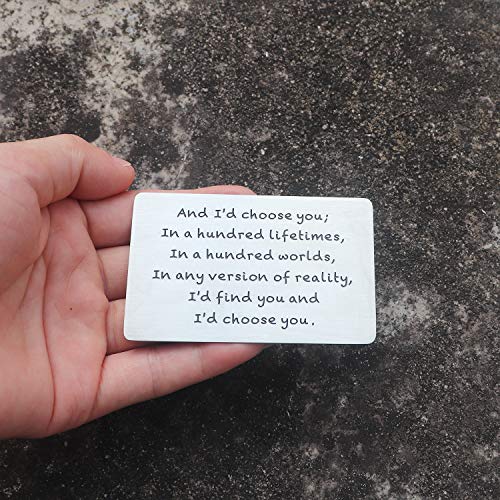 And I'd choose you;
In a hundred lifetimes,
In a hundred worlds,
In any version of reality,
I'd find you and
I'd choose you.